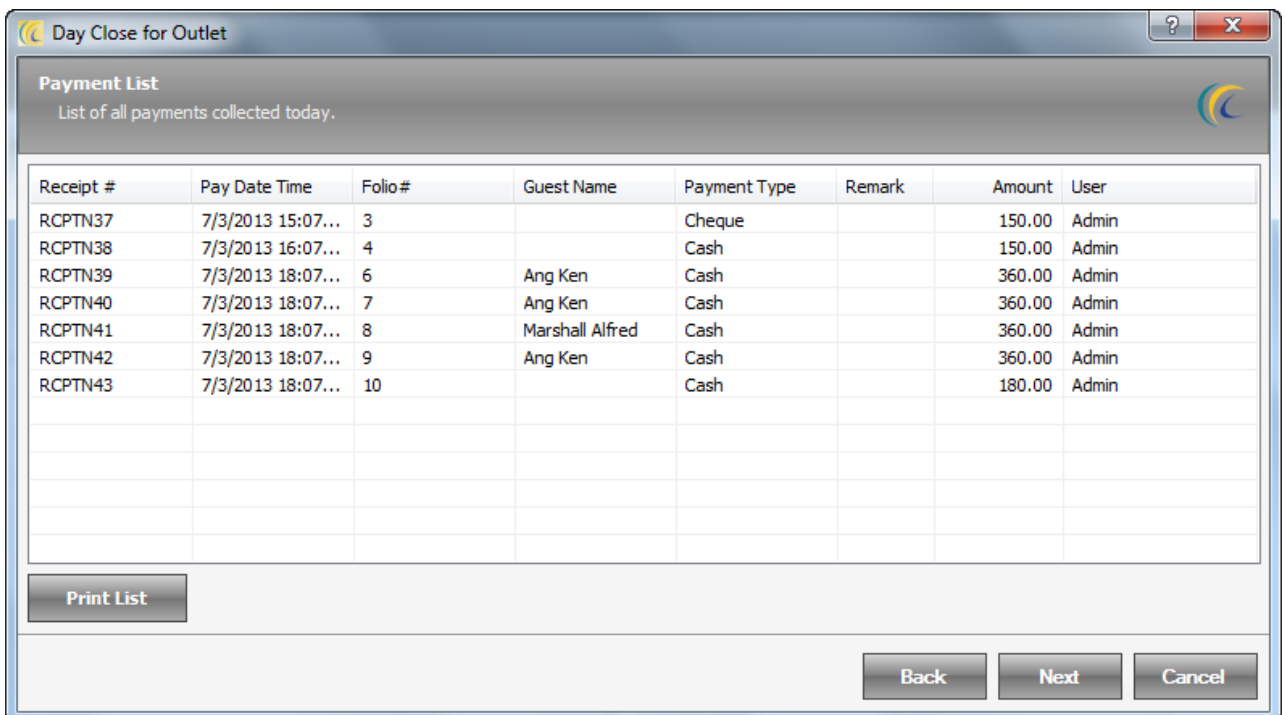 Day Close for Outlet
? X
Payment List
List of all payments collected today.
Receipt # Pay Date Time Folio# Guest Name Payment Type Remark Amount User
RCPTN37 7/3/2013 15:07... 3 Cheque 150.00 Admin
RCPTN38 7/3/2013 16:07... 4 Cash 150.00 Admin
RCPTN39 7/3/2013 18:07... 6 Ang Ken Cash 360.00 Admin
RCPTN40 7/3/2013 18:07... 7 Ang Ken Cash 360.00 Admin
RCPTN41 7/3/2013 18:07... 8 Marshall Alfred Cash 360.00 Admin
RCPTN42 7/3/2013 18:07... 9 Ang Ken Cash 360.00 Admin
RCPTN43 7/3/2013 18:07... 10 Cash 180.00 Admin
Print List
Back Next Cancel